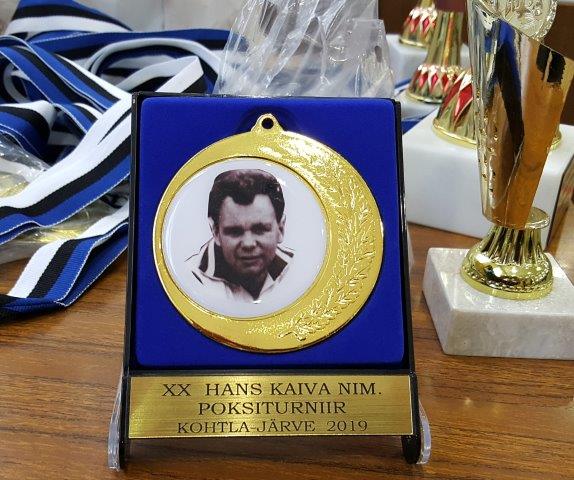 XX HANS KAIVA NIM.
POKSITURNIIR
KOHTLA-JÄRVE 2019